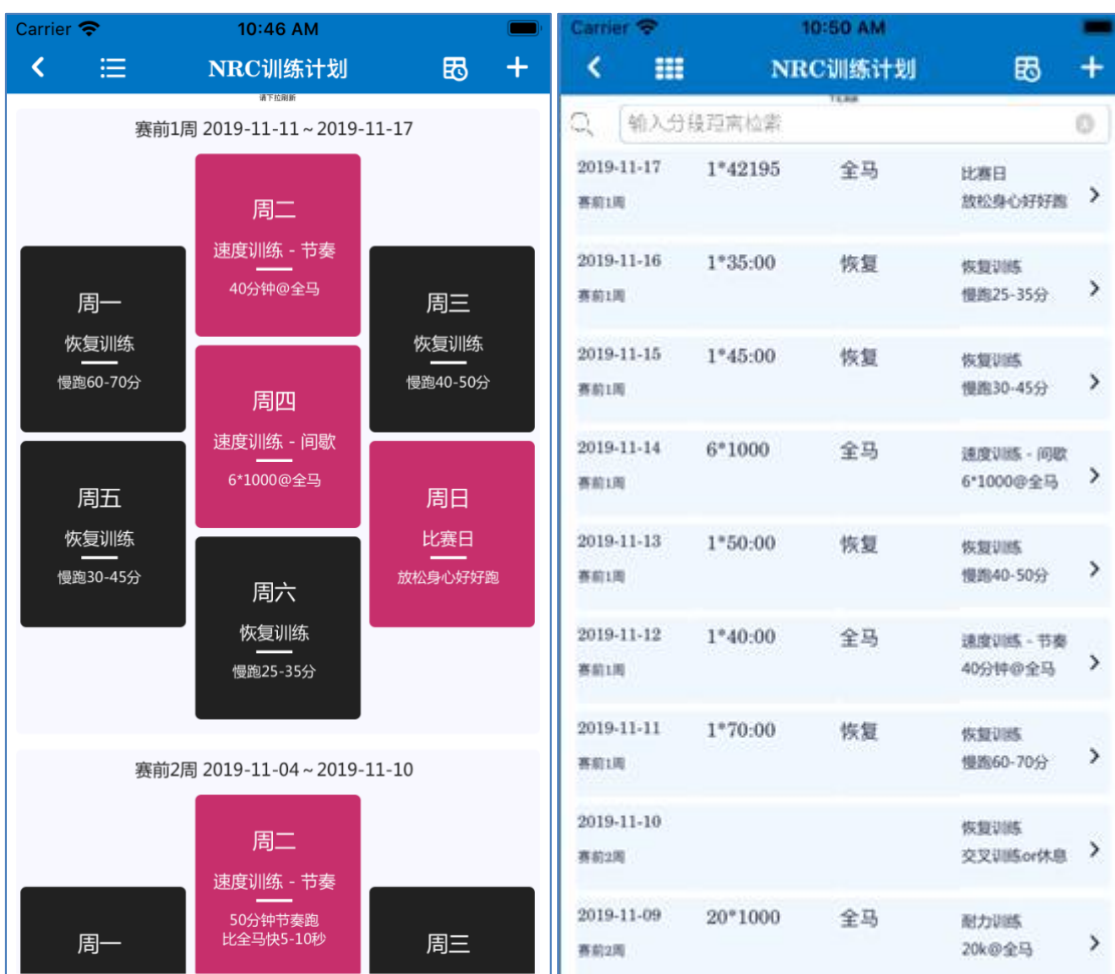 Carrier 10:46 AM
NRC训练计划
请下拉刷新
赛前1周 2019-11-11～2019-11-17
周一
恢复训练
慢跑60-70分
周二
速度训练 - 节奏
40分钟@全马
周三
恢复训练
慢跑40-50分
周四
速度训练 - 间歇
6*1000@全马
周五
恢复训练
慢跑30-45分
周六
恢复训练
慢跑25-35分
周日
比赛日
放松身心好好跑
赛前2周 2019-11-04～2019-11-10
周一
周二
速度训练 - 节奏
50分钟节奏跑
比全马快5-10秒
周三
Carrier 10:50 AM
NRC训练计划
输入分段距离检索
2019-11-17 1*42195 全马 比赛日
赛前1周 放松身心好好跑
2019-11-16 1*35:00 恢复 恢复训练
赛前1周 慢跑25-35分
2019-11-15 1*45:00 恢复 恢复训练
赛前1周 慢跑30-45分
2019-11-14 6*1000 全马 速度训练 - 间歇
赛前1周 6*1000@全马
2019-11-13 1*50:00 恢复 恢复训练
赛前1周 慢跑40-50分
2019-11-12 1*40:00 全马 速度训练 - 节奏
赛前1周 40分钟@全马
2019-11-11 1*70:00 恢复 恢复训练
赛前1周 慢跑60-70分
2019-11-10 恢复训练
赛前2周 交叉训练or休息
2019-11-09 20*1000 全马 耐力训练
赛前2周 20k@全马